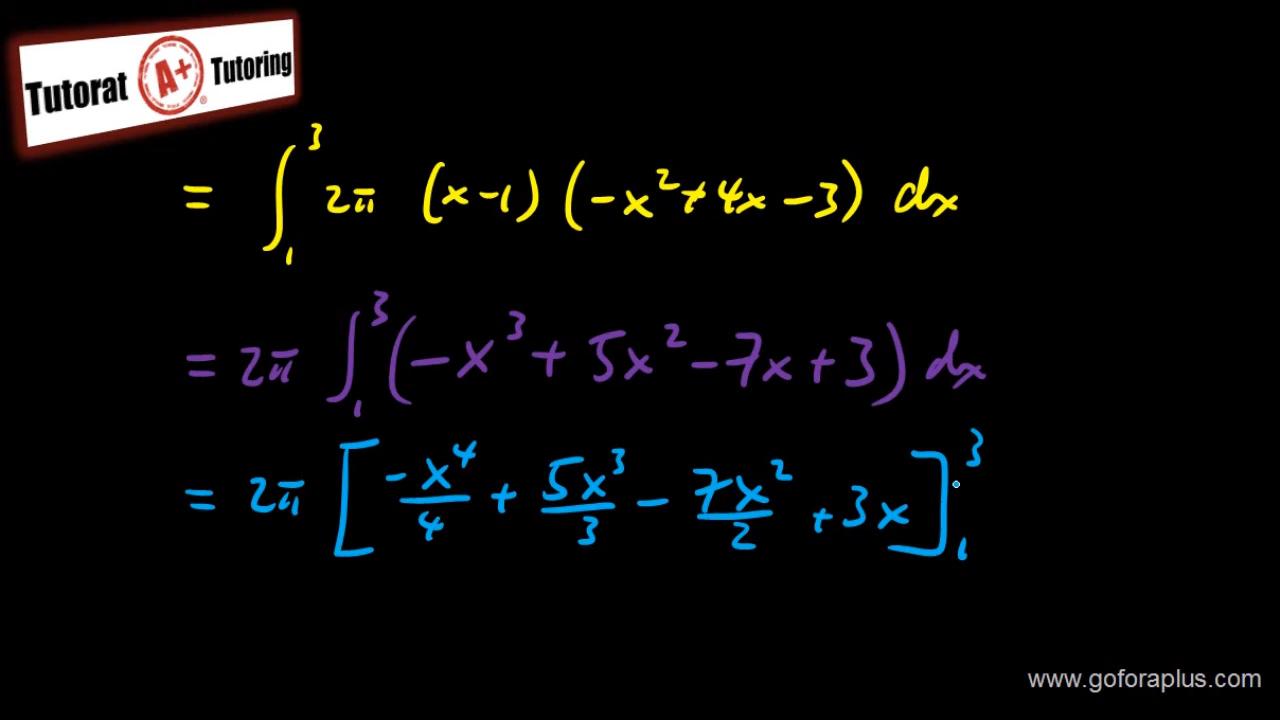 Tutorat A+ Tutoring
= ∫₁³ 2π (x-1) (-x²+4x-3) dx
= 2π ∫₁³ (-x³+5x²-7x+3) dx
= 2π [-x⁴/4 + 5x³/3 - 7x²/2 + 3x]₁³
www.goforaplus.com